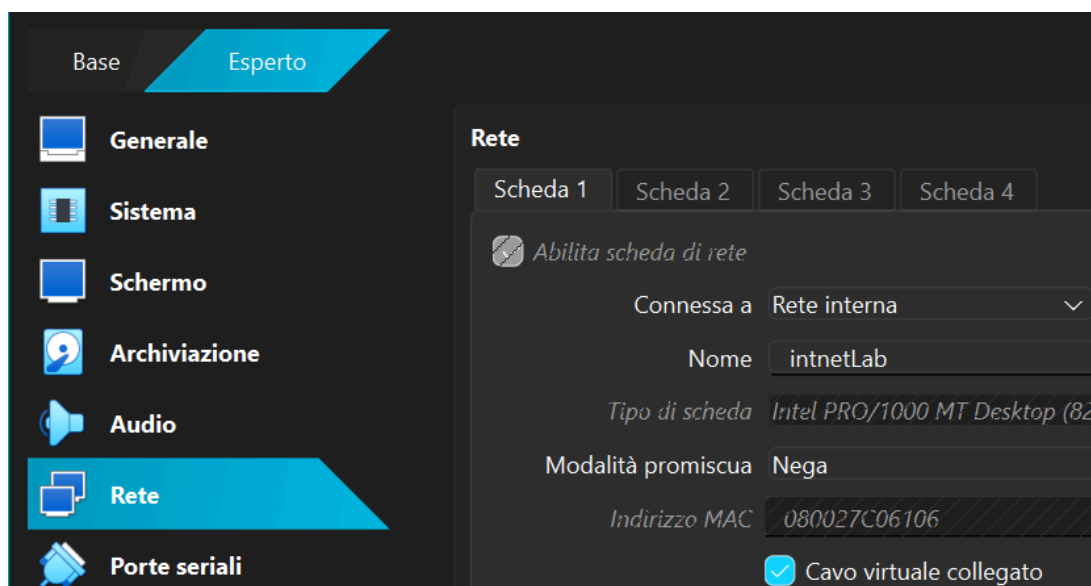 Base
Esperto
Generale
Sistema
Schermo
Archiviazione
Audio
Rete
Porte seriali
Rete
Scheda 1
Scheda 2
Scheda 3
Scheda 4
Abilita scheda di rete
Connessa a Rete interna
Nome intnetLab
Tipo di scheda Intel PRO/1000 MT Desktop (82
Modalità promiscua Nega
Indirizzo MAC 080027C06106
Cavo virtuale collegato